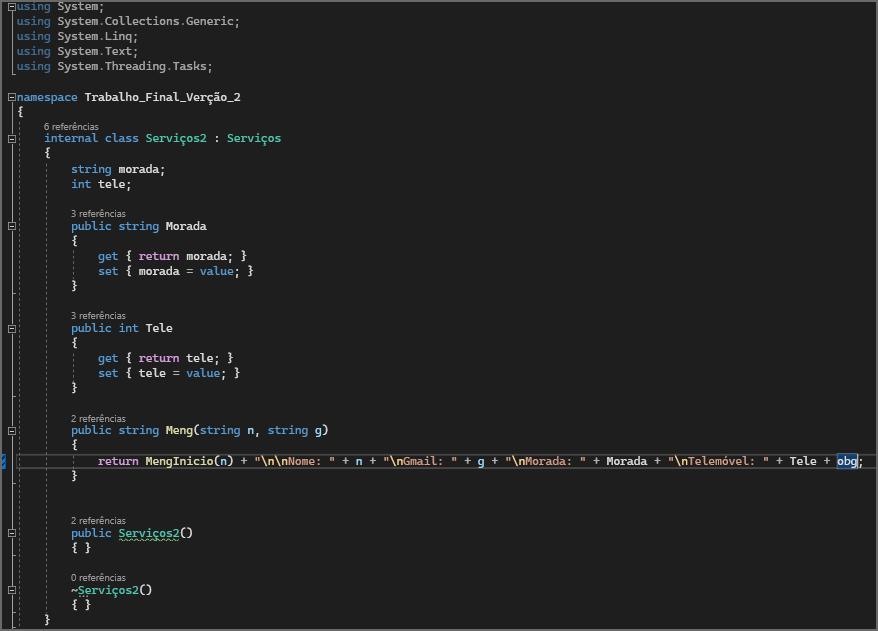 using System;
using System.Collections.Generic;
using System.Linq;
using System.Text;
using System.Threading.Tasks;
namespace Trabalho_Final_Verção_2
{
6 referências
internal class Serviços2 : Serviços
{
string morada;
int tele;
3 referências
public string Morada
{
get { return morada; }
set { morada = value; }
}
3 referências
public int Tele
{
get { return tele; }
set { tele = value; }
}
2 referências
public string Meng(string n, string g)
{
return MengInicio(n) + "\n\nNome: " + n + "\nGmail: " + g + "\nMorada: " + Morada + "\nTelemóvel: " + Tele + obg;
}
2 referências
public Serviços2()
{ }
0 referências
~Serviços2()
{ }
}